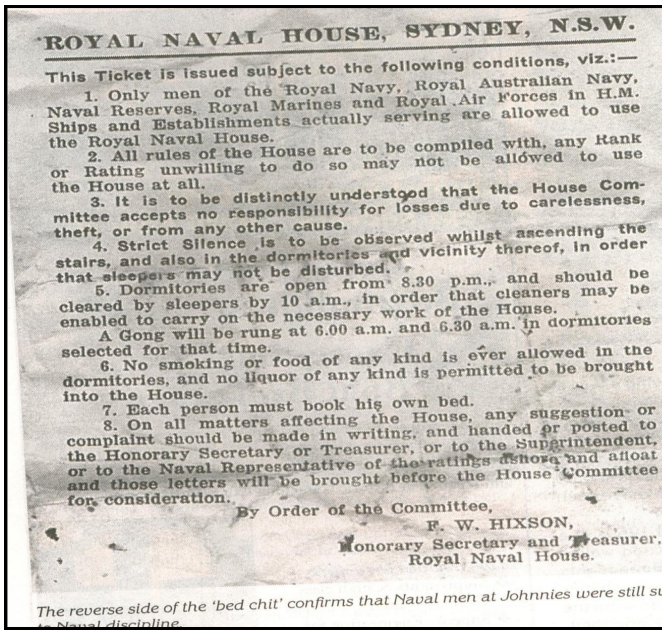 ROYAL NAVAL HOUSE, SYDNEY, N.S.W.
This Ticket is issued subject to the following conditions, viz.:—
1. Only men of the Royal Navy, Royal Australian Navy,
Naval Reserves, Royal Marines and Royal Air Forces in H.M.
Ships and Establishments actually serving are allowed to use
the Royal Naval House.
2. All rules of the House are to be complied with, any Rank
or Rating unwilling to do so may not be allowed to use
the House at all.
3. It is to be distinctly understood that the House Com-
mittee accepts no responsibility for losses due to carelessness,
theft, or from any other cause.
4. Strict Silence is to be observed whilst ascending the
stairs, and also in the dormitories and vicinity thereof, in order
that sleepers may not be disturbed.
5. Dormitories are open from 8.30 p.m., and should be
cleared by sleepers by 10 a.m., in order that cleaners may be
enabled to carry on the necessary work of the House.
A Gong will be rung at 6.00 a.m. and 6.30 a.m. in dormitories
selected for that time.
6. No smoking or food of any kind is ever allowed in the
dormitories, and no liquor of any kind is permitted to be brought
into the House.
7. Each person must book his own bed.
8. On all matters affecting the House, any suggestion or
complaint should be made in writing, and handed or posted to
the Honorary Secretary or Treasurer, or to the Superintendent,
or to the Naval Representative of the ratings ashore and afloat
and those letters will be brought before the House Committee
for consideration.
By Order of the Committee,
F. W. HIXSON,
Honorary Secretary and Treasurer,
Royal Naval House.
The reverse side of the 'bed chit' confirms that Naval men at Johnnies were still su
to Naval discipline.